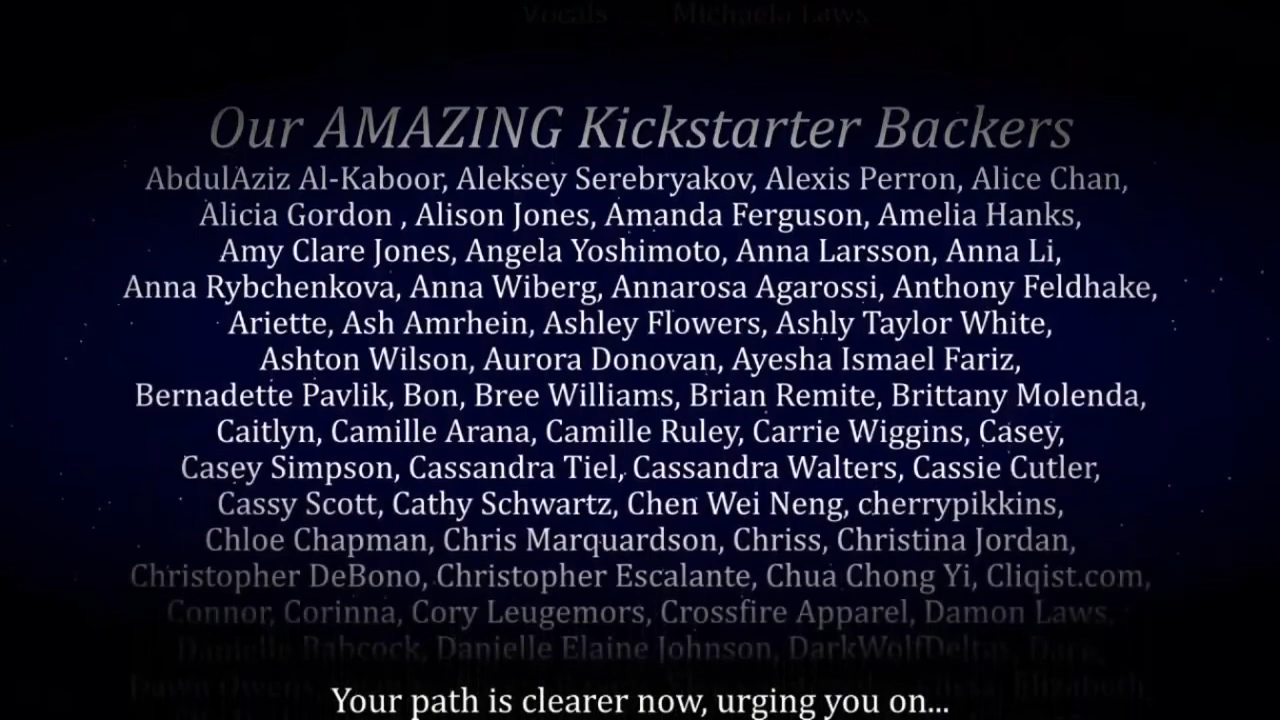 Vocals Michaela Laws
Our AMAZING Kickstarter Backers
AbdulAziz Al-Kaboor, Aleksey Serebryakov, Alexis Perron, Alice Chan,
Alicia Gordon , Alison Jones, Amanda Ferguson, Amelia Hanks,
Amy Clare Jones, Angela Yoshimoto, Anna Larsson, Anna Li,
Anna Rybchenkova, Anna Wiberg, Annarosa Agarossi, Anthony Feldhake,
Ariette, Ash Amrhein, Ashley Flowers, Ashly Taylor White,
Ashton Wilson, Aurora Donovan, Ayesha Ismael Fariz,
Bernadette Pavlik, Bon, Bree Williams, Brian Remite, Brittany Molenda,
Caitlyn, Camille Arana, Camille Ruley, Carrie Wiggins, Casey,
Casey Simpson, Cassandra Tiel, Cassandra Walters, Cassie Cutler,
Cassy Scott, Cathy Schwartz, Chen Wei Neng, cherrypikkins,
Chloe Chapman, Chris Marquardson, Chriss, Christina Jordan,
Christopher DeBono, Christopher Escalante, Chua Chong Yi, Cliqist.com,
Connor, Corinna, Cory Leugemors, Crossfire Apparel, Damon Laws,
Danielle Babcock, Danielle Elaine Johnson, DarkWolfDeltas,
Your path is clearer now, urging you on...